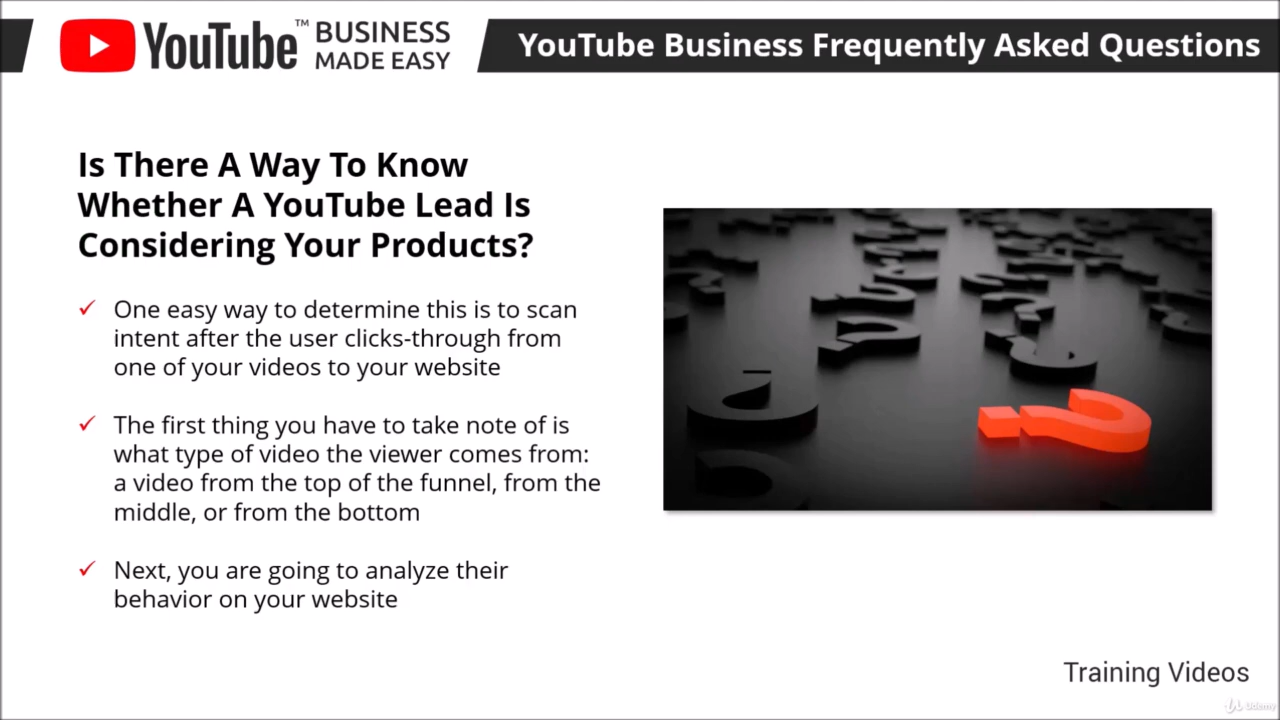 YouTube™ BUSINESS
MADE EASY
YouTube Business Frequently Asked Questions
Is There A Way To Know
Whether A YouTube Lead Is
Considering Your Products?
✓ One easy way to determine this is to scan
intent after the user clicks-through from
one of your videos to your website
✓ The first thing you have to take note of is
what type of video the viewer comes from:
a video from the top of the funnel, from the
middle, or from the bottom
✓ Next, you are going to analyze their
behavior on your website
Training Videos
Udemy